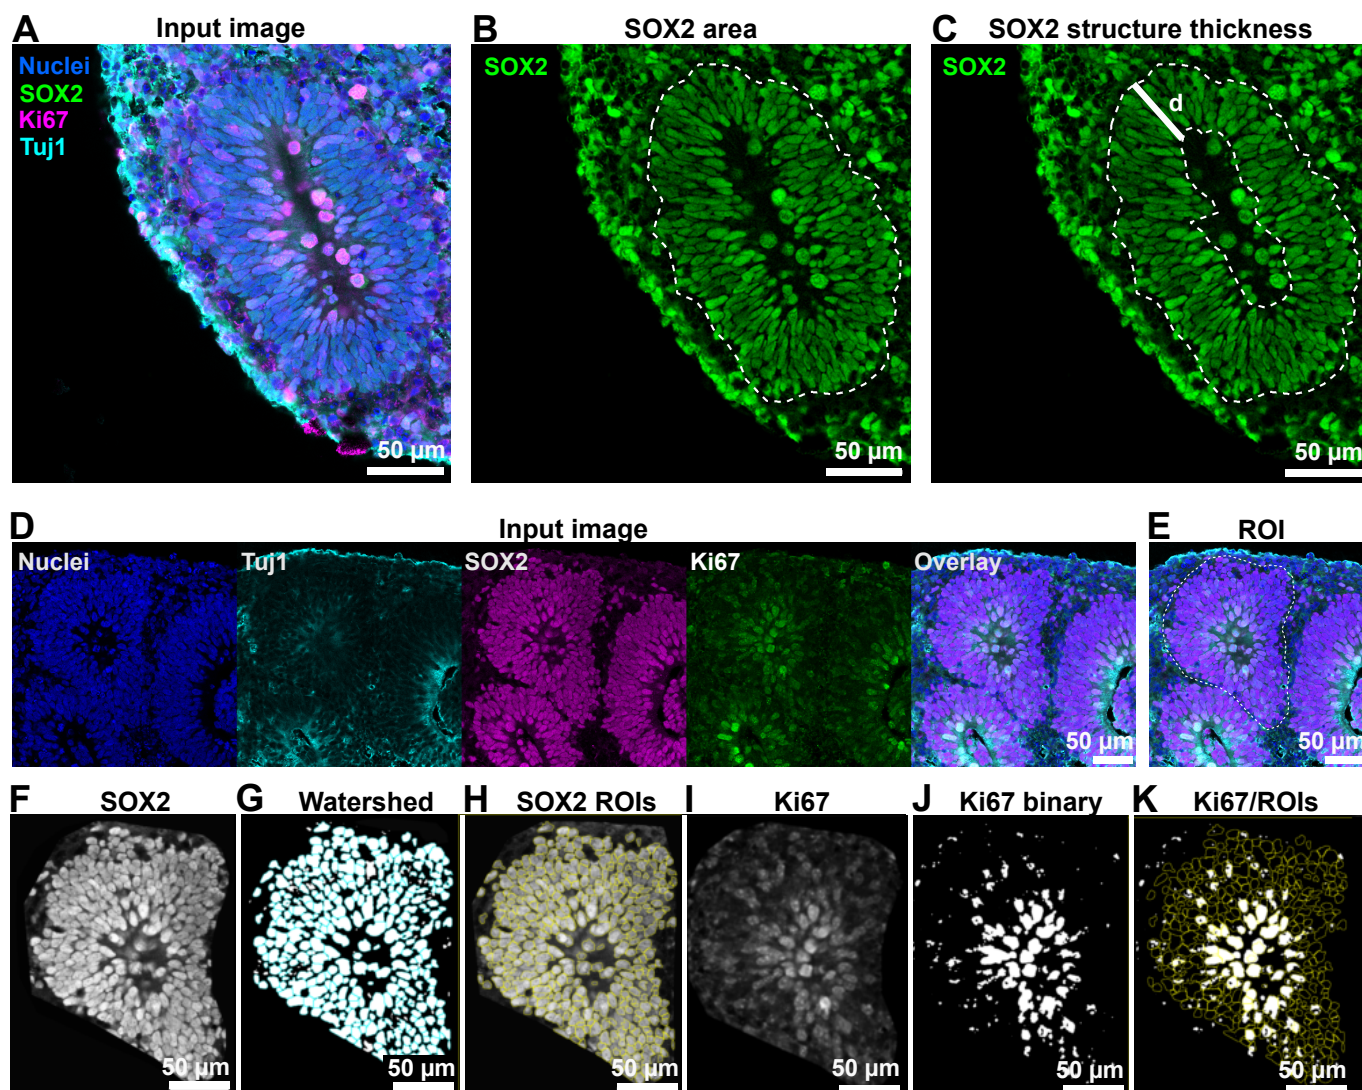 A Input image
Nuclei
SOX2
Ki67
Tuj1
50 µm
B SOX2 area
SOX2
50 µm
C SOX2 structure thickness
SOX2
d
50 µm
D Input image
Nuclei Tuj1 SOX2 Ki67 Overlay
50 µm
E ROI
50 µm
F SOX2
50 µm
G Watershed
50 µm
H SOX2 ROIs
50 µm
I Ki67
50 µm
J Ki67 binary
50 µm
K Ki67/ROIs
50 µm